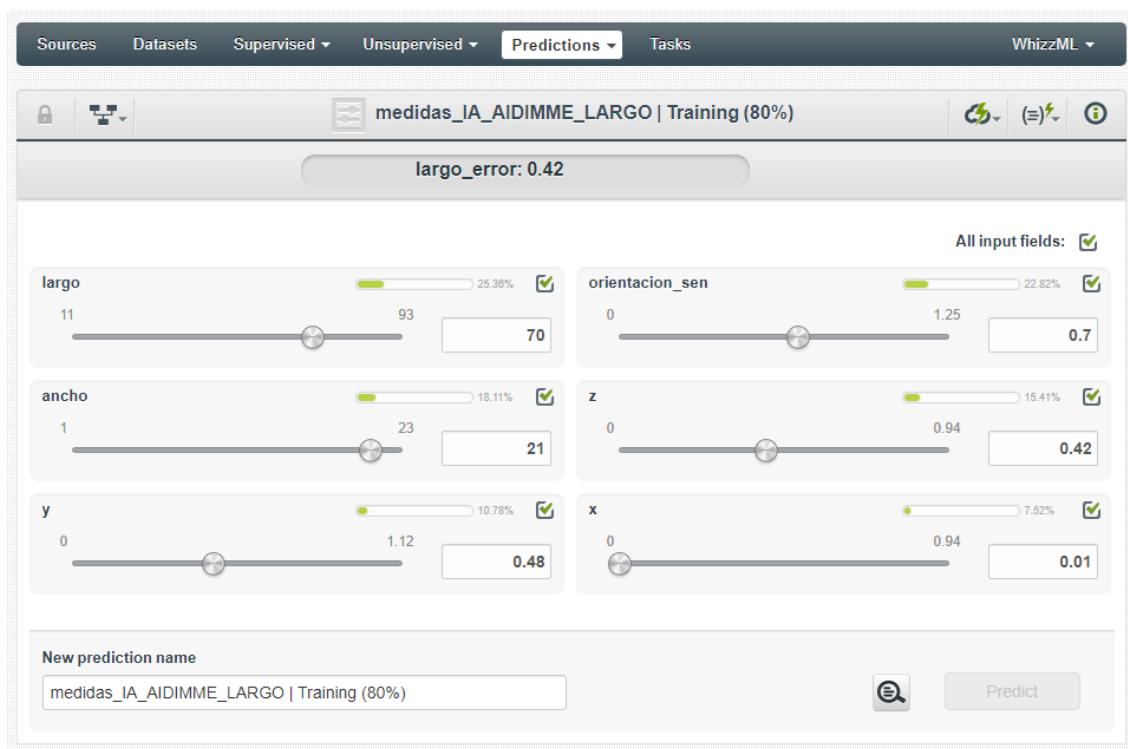 Sources Datasets Supervised Unsupervised Predictions Tasks WhizzML
medidas_IA_AIDIMME_LARGO | Training (80%)
largo_error: 0.42
All input fields:
largo 25.36% orientacion_sen 22.82%
11 93 0 1.25
70 0.7
ancho 18.11% z 15.41%
1 23 0 0.94
21 0.42
y 10.78% x 7.52%
0 1.12 0 0.94
0.48 0.01
New prediction name
medidas_IA_AIDIMME_LARGO | Training (80%) Predict